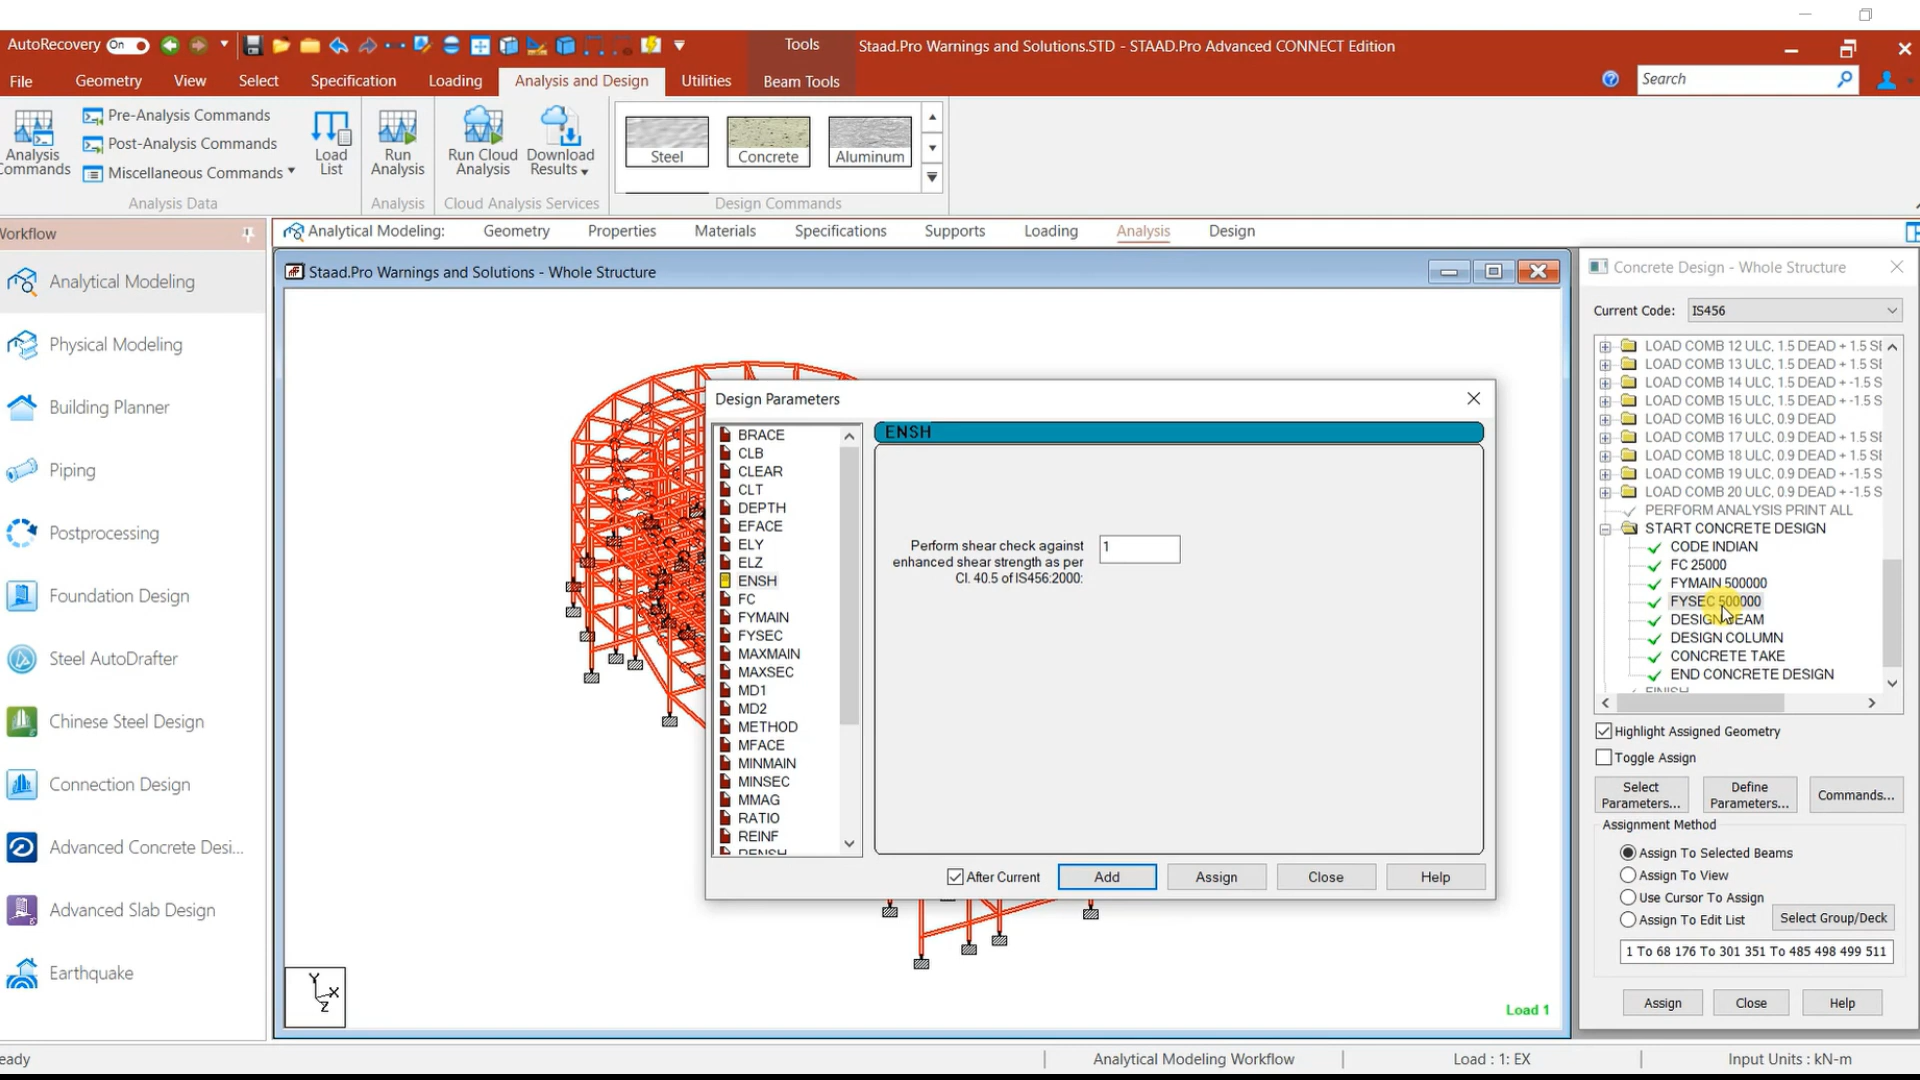 AutoRecovery On
Tools
Staad.Pro Warnings and Solutions.STD - STAAD.Pro Advanced CONNECT Edition
File
Geometry
View
Select
Specification
Loading
Analysis and Design
Utilities
Beam Tools
Search
Analysis
ommands
Pre-Analysis Commands
Post-Analysis Commands
Miscellaneous Commands
Load
List
Run
Analysis
Run Cloud
Analysis
Download
Results
Steel
Concrete
Aluminum
Analysis Data
Analysis
Cloud Analysis Services
Design Commands
Workflow
Analytical Modeling:
Geometry
Properties
Materials
Specifications
Supports
Loading
Analysis
Design
Analytical Modeling
Physical Modeling
Building Planner
Piping
Postprocessing
Foundation Design
Steel AutoDrafter
Chinese Steel Design
Connection Design
Advanced Concrete Desi...
Advanced Slab Design
Earthquake
Staad.Pro Warnings and Solutions - Whole Structure
Y
X
Z
Load 1
Design Parameters
BRACE
CLB
CLEAR
CLT
DEPTH
EFACE
ELY
ELZ
ENSH
FC
FYMAIN
FYSEC
MAXMAIN
MAXSEC
MD1
MD2
METHOD
MFACE
MINMAIN
MINSEC
MMAG
RATIO
REINF
RENSH
ENSH
Perform shear check against
enhanced shear strength as per
Cl. 40.5 of IS456:2000:
1
After Current
Add
Assign
Close
Help
Concrete Design - Whole Structure
Current Code:
IS456
LOAD COMB 12 ULC, 1.5 DEAD + 1.5 SE
LOAD COMB 13 ULC, 1.5 DEAD + 1.5 SE
LOAD COMB 14 ULC, 1.5 DEAD + -1.5 S
LOAD COMB 15 ULC, 1.5 DEAD + -1.5 S
LOAD COMB 16 ULC, 0.9 DEAD
LOAD COMB 17 ULC, 0.9 DEAD + 1.5 SE
LOAD COMB 18 ULC, 0.9 DEAD + 1.5 SE
LOAD COMB 19 ULC, 0.9 DEAD + -1.5 S
LOAD COMB 20 ULC, 0.9 DEAD + -1.5 S
PERFORM ANALYSIS PRINT ALL
START CONCRETE DESIGN
CODE INDIAN
FC 25000
FYMAIN 500000
FYSEC 500000
DESIGN BEAM
DESIGN COLUMN
CONCRETE TAKE
END CONCRETE DESIGN
FINISH
Highlight Assigned Geometry
Toggle Assign
Select
Parameters...
Define
Parameters...
Commands...
Assignment Method
Assign To Selected Beams
Assign To View
Use Cursor To Assign
Assign To Edit List
Select Group/Deck
1 To 68 176 To 301 351 To 485 498 499 511
Assign
Close
Help
eady
Analytical Modeling Workflow
Load : 1: EX
Input Units : kN-m